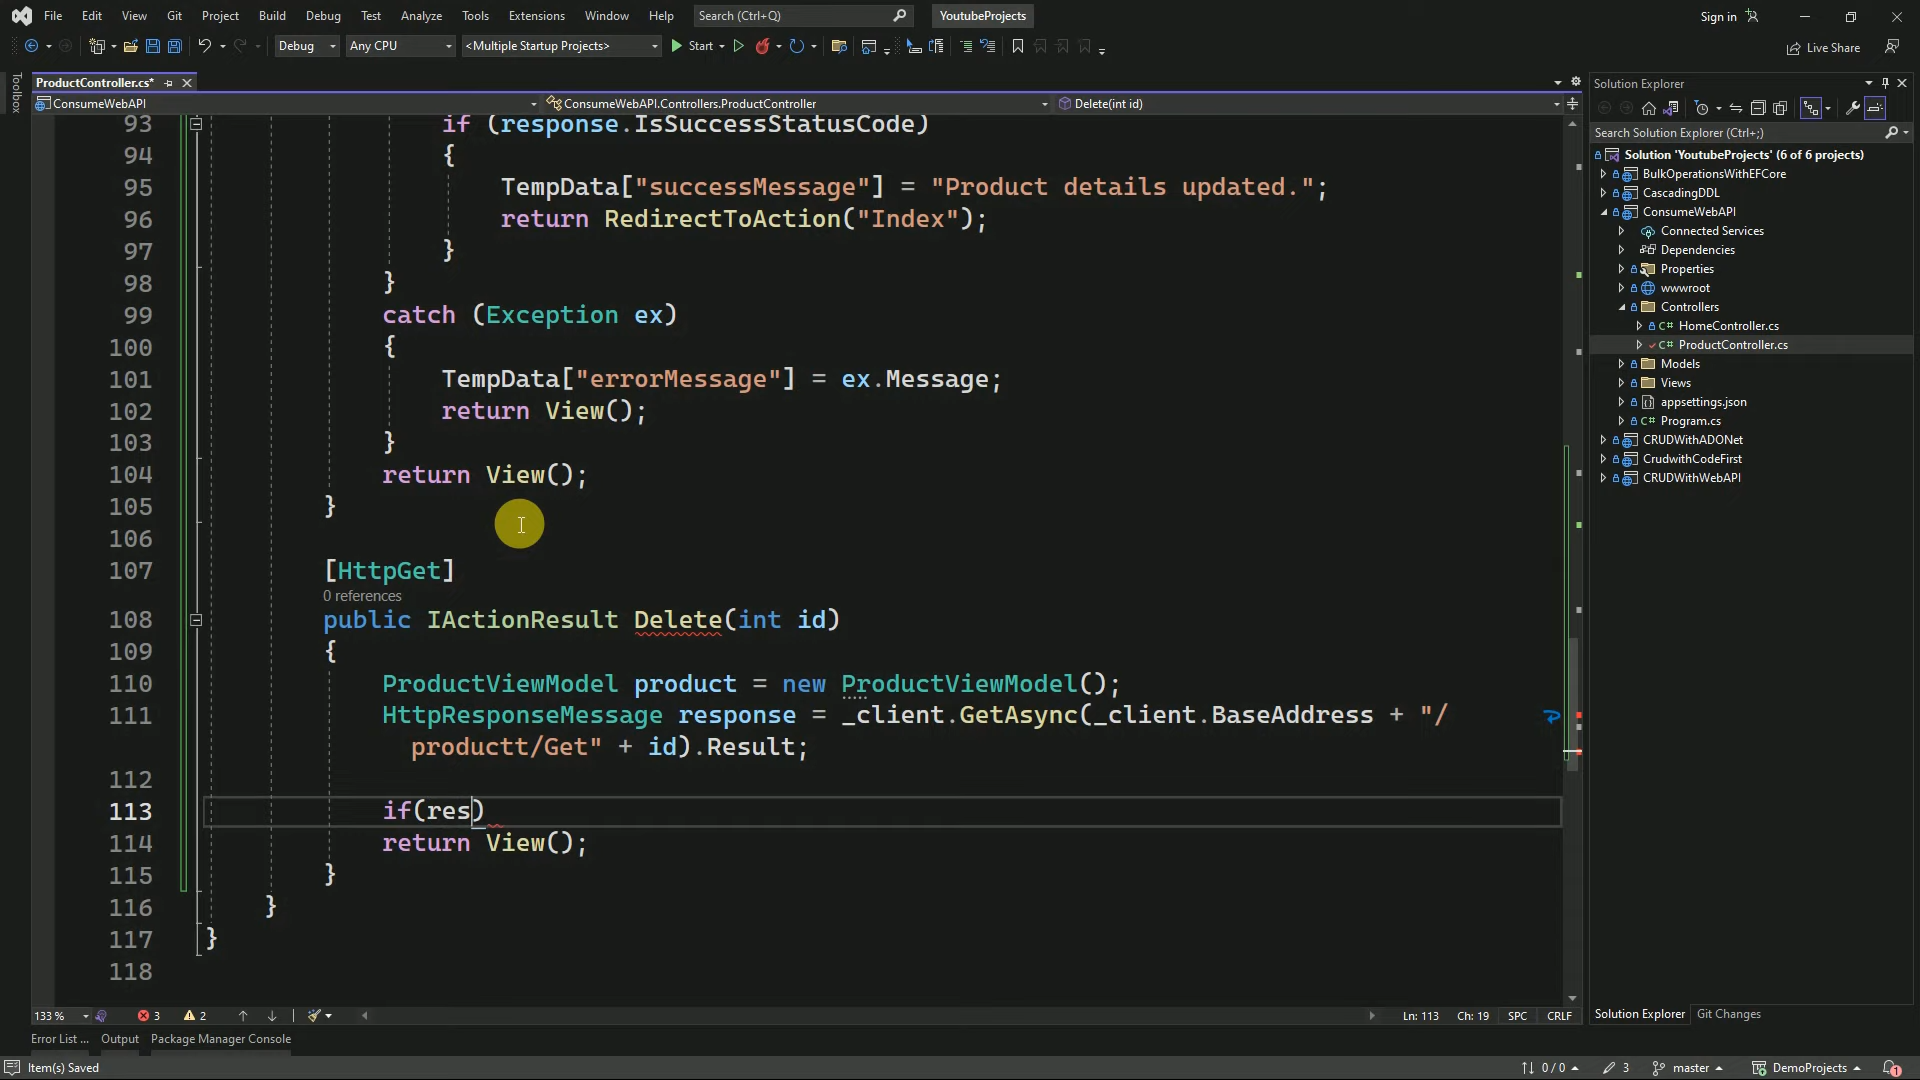 File Edit View Git Project Build Debug Test Analyze Tools Extensions Window Help Search (Ctrl+Q) YoutubeProjects Sign in
Debug Any CPU <Multiple Startup Projects> Start Live Share
Toolbox
ProductController.cs*
ConsumeWebAPI ConsumeWebAPI.Controllers.ProductController Delete(int id)
93 if (response.IsSuccessStatusCode)
94 {
95 TempData["successMessage"] = "Product details updated.";
96 return RedirectToAction("Index");
97 }
98 }
99 catch (Exception ex)
100 {
101 TempData["errorMessage"] = ex.Message;
102 return View();
103 }
104 return View();
105 }
106
107 [HttpGet]
0 references
108 public IActionResult Delete(int id)
109 {
110 ProductViewModel product = new ProductViewModel();
111 HttpResponseMessage response = _client.GetAsync(_client.BaseAddress + "/
productt/Get" + id).Result;
112
113 if(res)
114 return View();
115 }
116 }
117 }
118
133 % 3 2 Ln: 113 Ch: 19 SPC CRLF
Error List ... Output Package Manager Console
Item(s) Saved 0 / 0 3 master DemoProjects 1
Solution Explorer
Search Solution Explorer (Ctrl+;)
Solution 'YoutubeProjects' (6 of 6 projects)
BulkOperationsWithEFCore
CascadingDDL
ConsumeWebAPI
Connected Services
Dependencies
Properties
wwwroot
Controllers
C# HomeController.cs
C# ProductController.cs
Models
Views
appsettings.json
C# Program.cs
CRUDWithADONet
CrudwithCodeFirst
CRUDWithWebAPI
Solution Explorer Git Changes